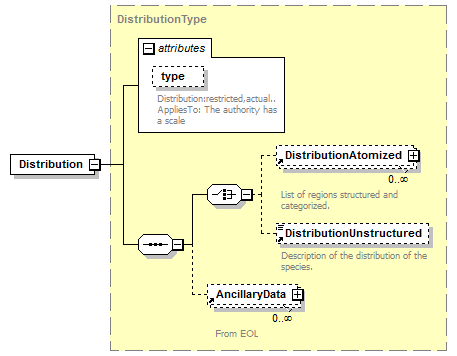 DistributionType
attributes
type
Distribution:restricted,actual..
AppliesTo: The authority has
a scale
Distribution
DistributionAtomized
0..∞
List of regions structured and
categorized.
DistributionUnstructured
Description of the distribution of the
species.
AncillaryData
0..∞
From EOL